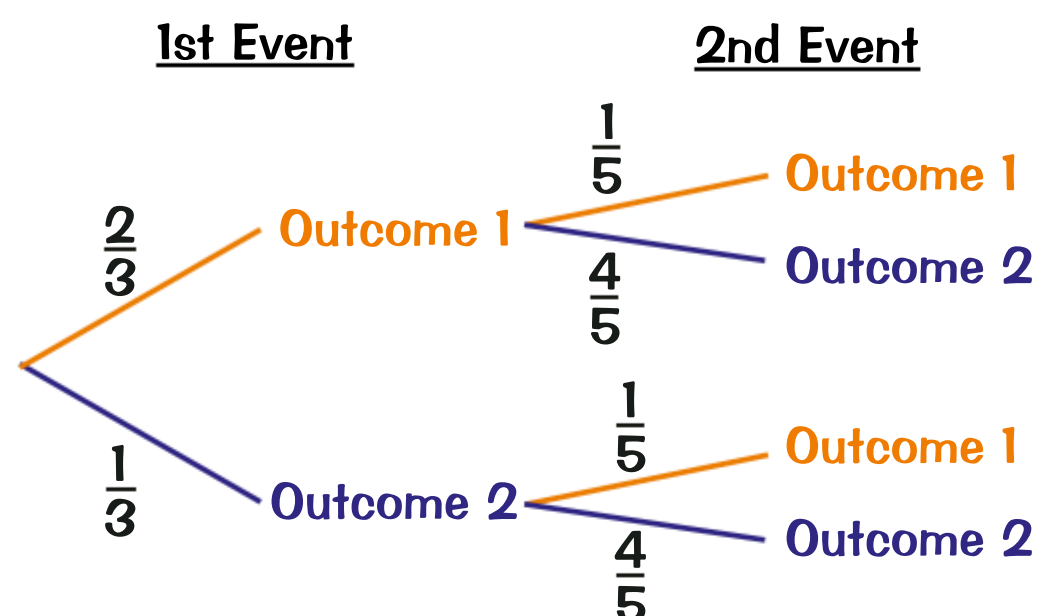 1st Event
2nd Event
2/3
Outcome 1
1/5
Outcome 1
4/5
Outcome 2
1/3
Outcome 2
1/5
Outcome 1
4/5
Outcome 2